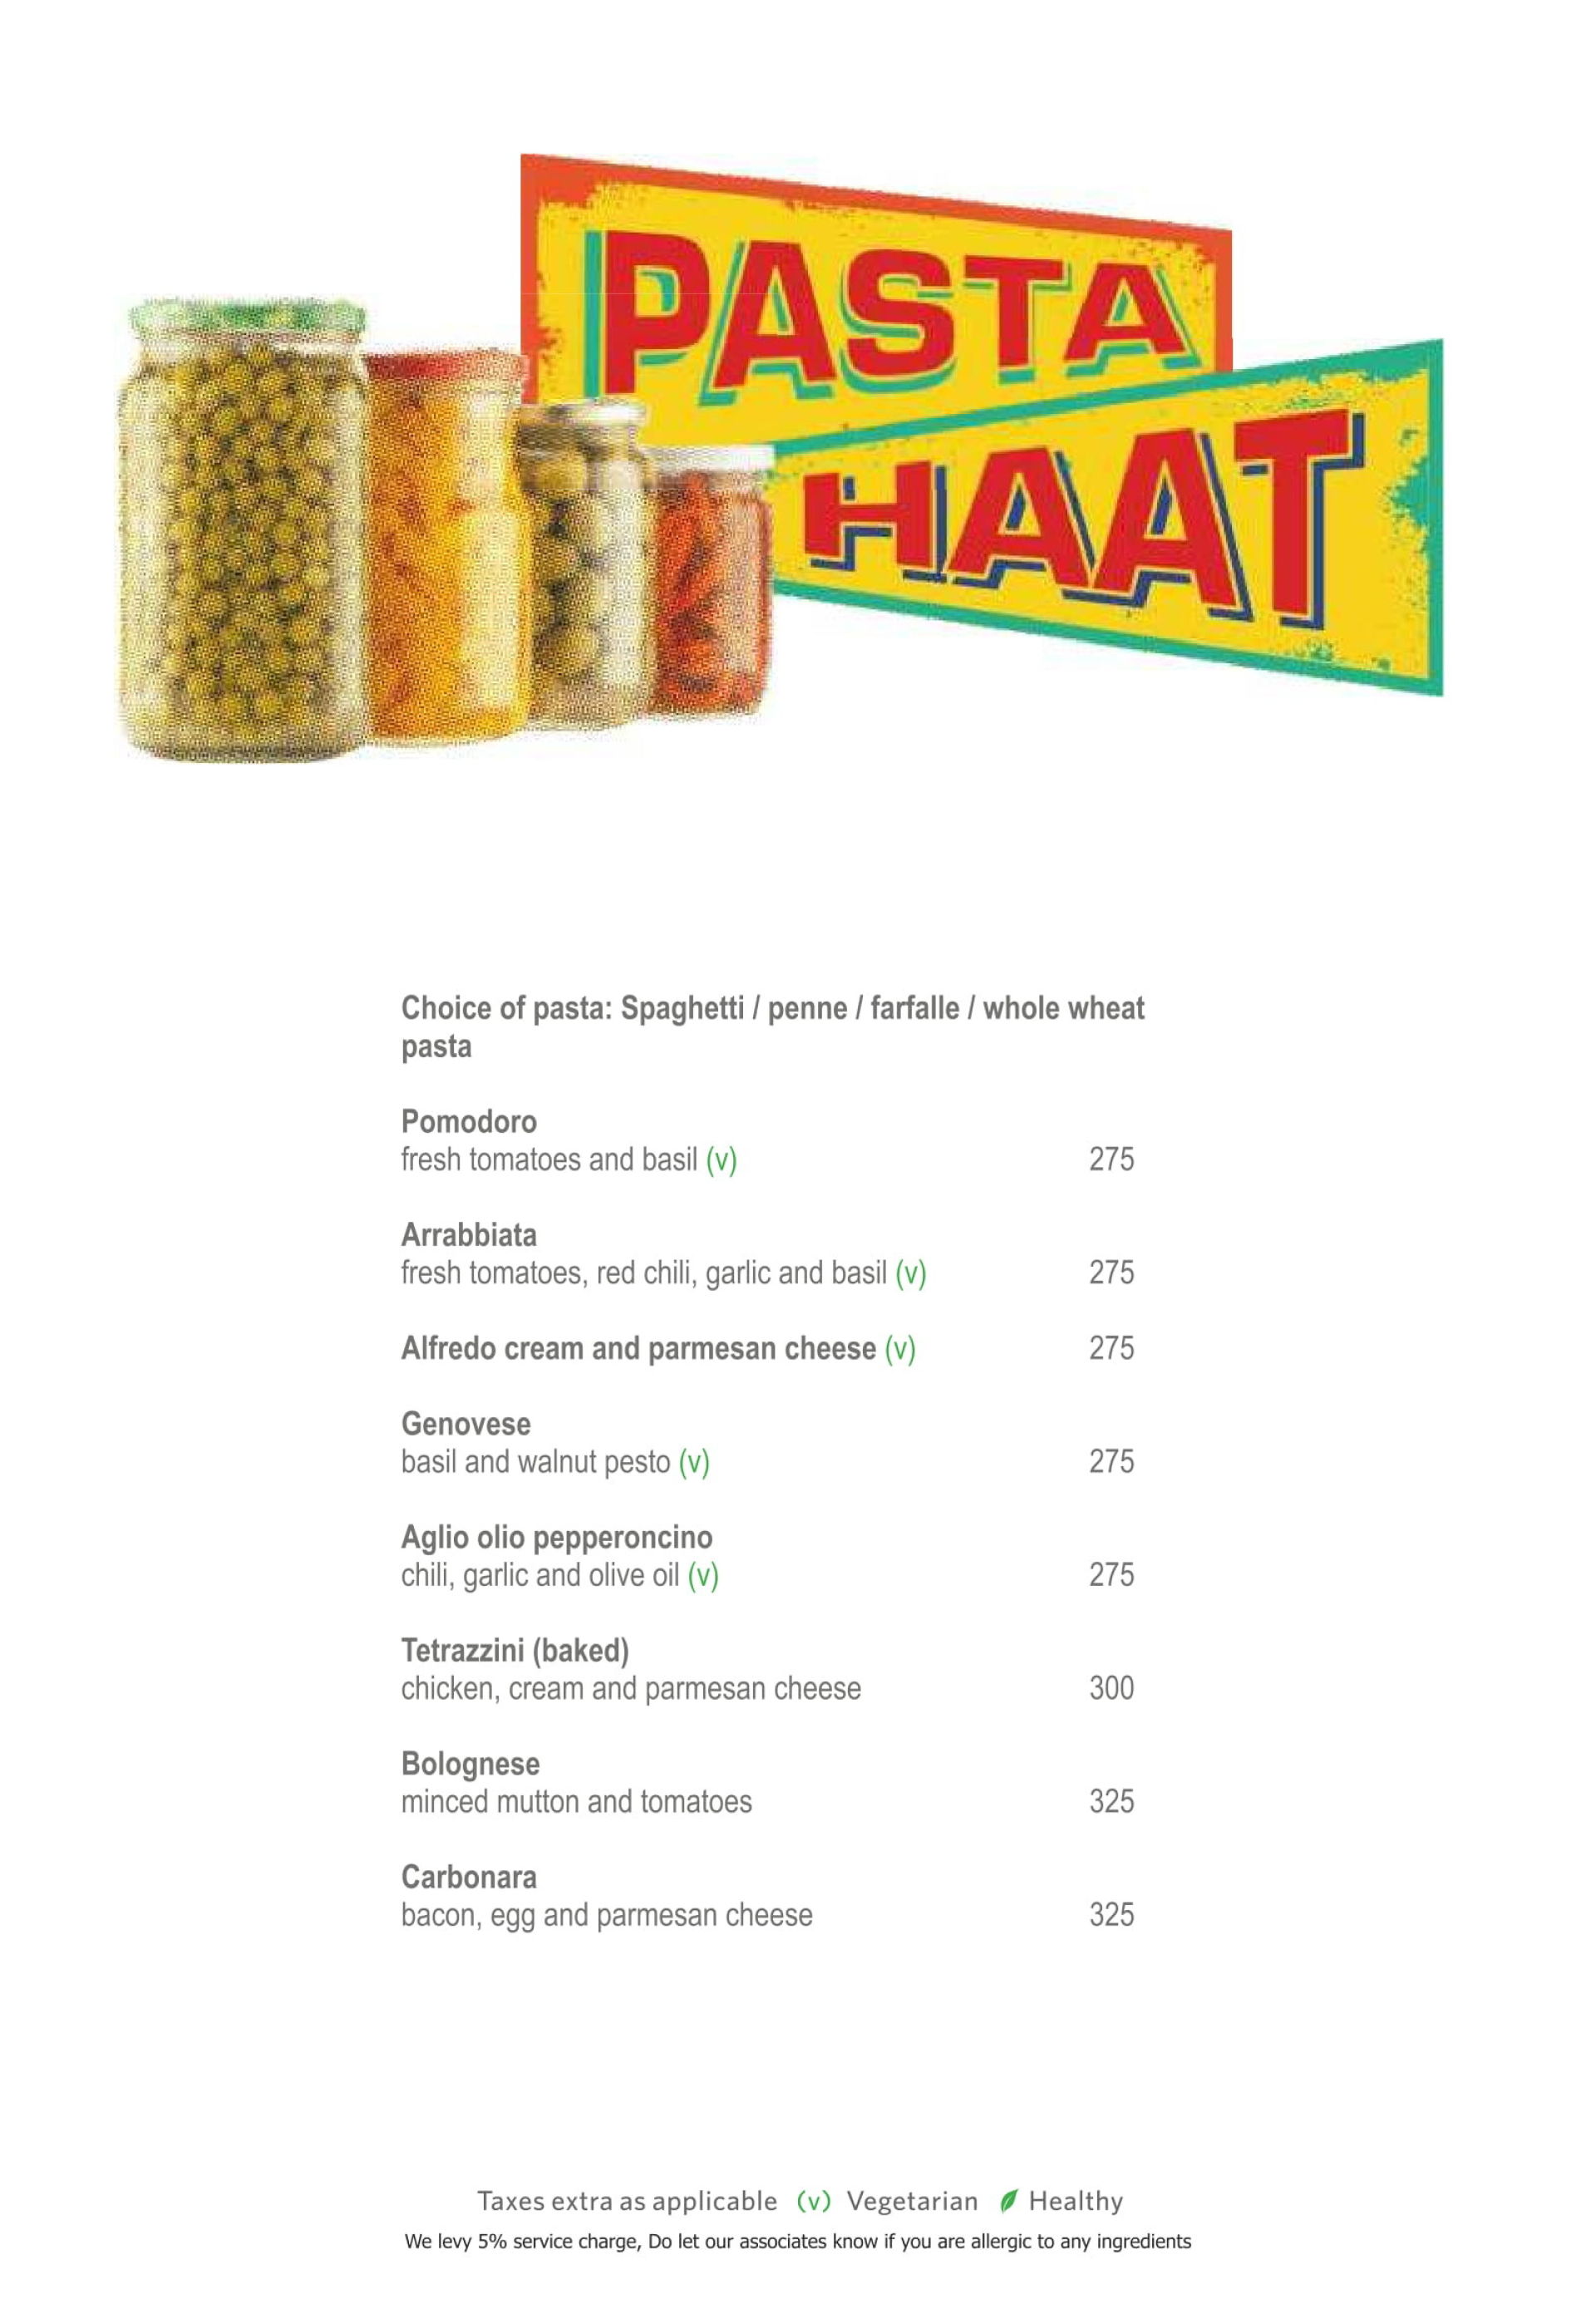 PASTA
HAAT
Choice of pasta: Spaghetti / penne / farfalle / whole wheat
pasta
Pomodoro
fresh tomatoes and basil (v) 275
Arrabbiata
fresh tomatoes, red chili, garlic and basil (v) 275
Alfredo cream and parmesan cheese (v) 275
Genovese
basil and walnut pesto (v) 275
Aglio olio pepperoncino
chili, garlic and olive oil (v) 275
Tetrazzini (baked)
chicken, cream and parmesan cheese 300
Bolognese
minced mutton and tomatoes 325
Carbonara
bacon, egg and parmesan cheese 325
Taxes extra as applicable (v) Vegetarian Healthy
We levy 5% service charge, Do let our associates know if you are allergic to any ingredients